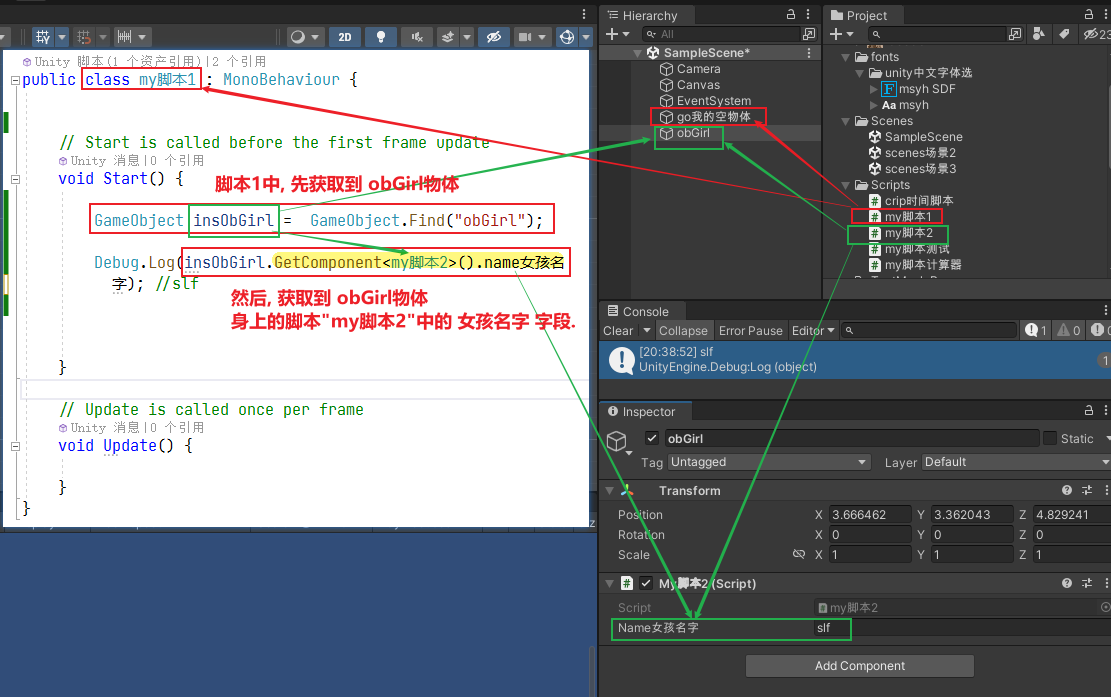 Unity 脚本(1 个资产引用)|2 个引用
public class my脚本1 : MonoBehaviour {
// Start is called before the first frame update
Unity 消息|0 个引用
void Start() {
脚本1中, 先获取到 obGirl物体
GameObject insObGirl = GameObject.Find("obGirl");
Debug.Log(insObGirl.GetComponent<my脚本2>().name女孩名
字); //slf
然后, 获取到 obGirl物体
身上的脚本"my脚本2"中的 女孩名字 字段.
}
// Update is called once per frame
Unity 消息|0 个引用
void Update() {
}
}
2D
Hierarchy
All
SampleScene*
Camera
Canvas
EventSystem
go我的空物体
obGirl
Project
23
fonts
unity中文字体选
msyh SDF
Aa msyh
Scenes
SampleScene
scenes场景2
scenes场景3
Scripts
crip时间脚本
my脚本1
my脚本2
my脚本测试
my脚本计算器
Console
Clear
Collapse
Error Pause
Editor
1
0
0
[20:38:52] slf
UnityEngine.Debug:Log (object)
1
Inspector
obGirl
Static
Tag Untagged
Layer Default
Transform
Position X 3.666462 Y 3.362043 Z 4.829241
Rotation X 0 Y 0 Z 0
Scale X 1 Y 1 Z 1
My脚本2 (Script)
Script my脚本2
Name女孩名字 slf
Add Component